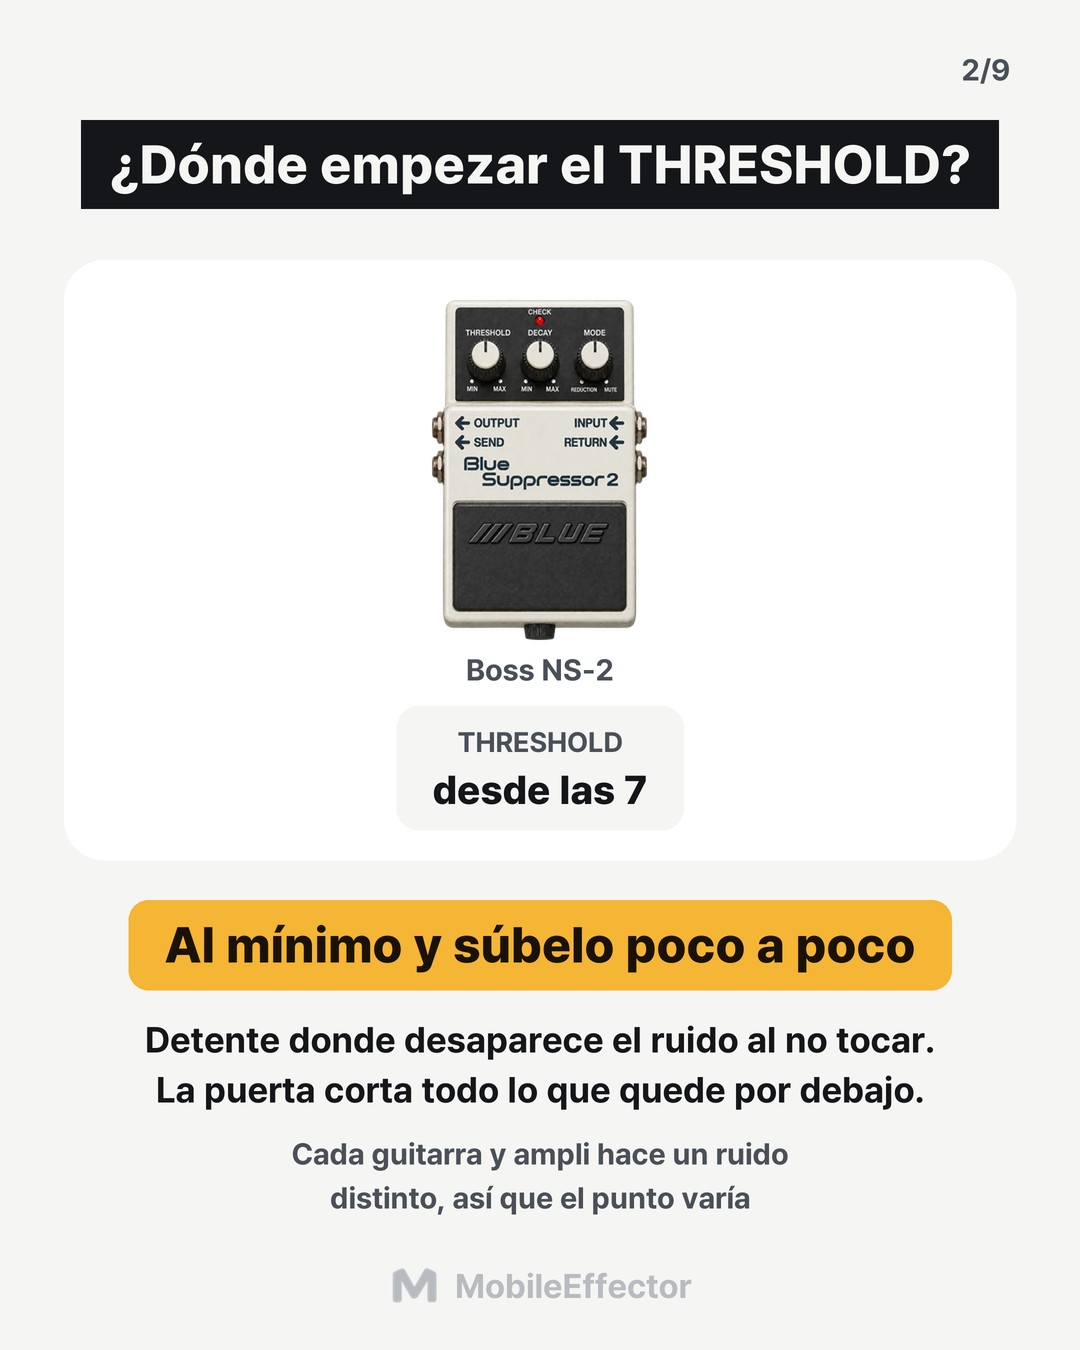 2/9
¿Dónde empezar el THRESHOLD?
CHECK
THRESHOLD DECAY MODE
MIN MAX MIN MAX REDUCTION MUTE
OUTPUT INPUT
SEND RETURN
Blue
Suppressor 2
BLUE
Boss NS-2
THRESHOLD
desde las 7
Al mínimo y súbelo poco a poco
Detente donde desaparece el ruido al no tocar.
La puerta corta todo lo que quede por debajo.
Cada guitarra y ampli hace un ruido
distinto, así que el punto varía
MobileEffector